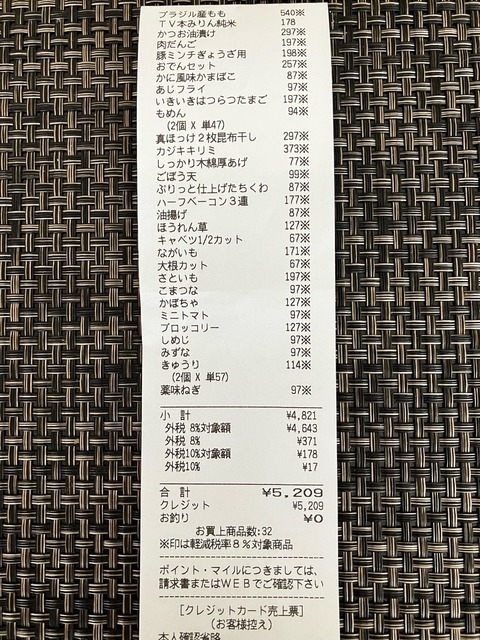 ブラジル産もも 540※
TV本みりん純米 178
かつお油漬け 297※
肉だんご 197※
豚ミンチぎょうざ用 198※
おでんセット 257※
かに風味かまぼこ 87※
あじフライ 97※
いきいきはつらつたまご 197※
もめん 94※
(2個 X 単47)
真ほっけ2枚昆布干し 297※
カジキキリミ 373※
しっかり木綿厚あげ 77※
ごぼう天 99※
ぷりっと仕上げたちくわ 87※
ハーフベーコン3連 177※
油揚げ 87※
ほうれん草 127※
キャベツ1/2カット 67※
ながいも 171※
大根カット 67※
さといも 197※
こまつな 97※
かぼちゃ 127※
ミニトマト 97※
ブロッコリー 127※
しめじ 97※
みずな 97※
きゅうり 114※
(2個 X 単57)
薬味ねぎ 97※
小 計 ¥4,821
外税 8%対象額 ¥4,643
外税 8% ¥371
外税10%対象額 ¥178
外税10% ¥17
合 計 ¥5,209
クレジット ¥5,209
お釣り ¥0
お買上商品数:32
※印は軽減税率8%対象商品
ポイント・マイルにつきましては、
請求書またはWEBでご確認下さい
[クレジットカード売上票]
(お客様控え)
本人確認省略